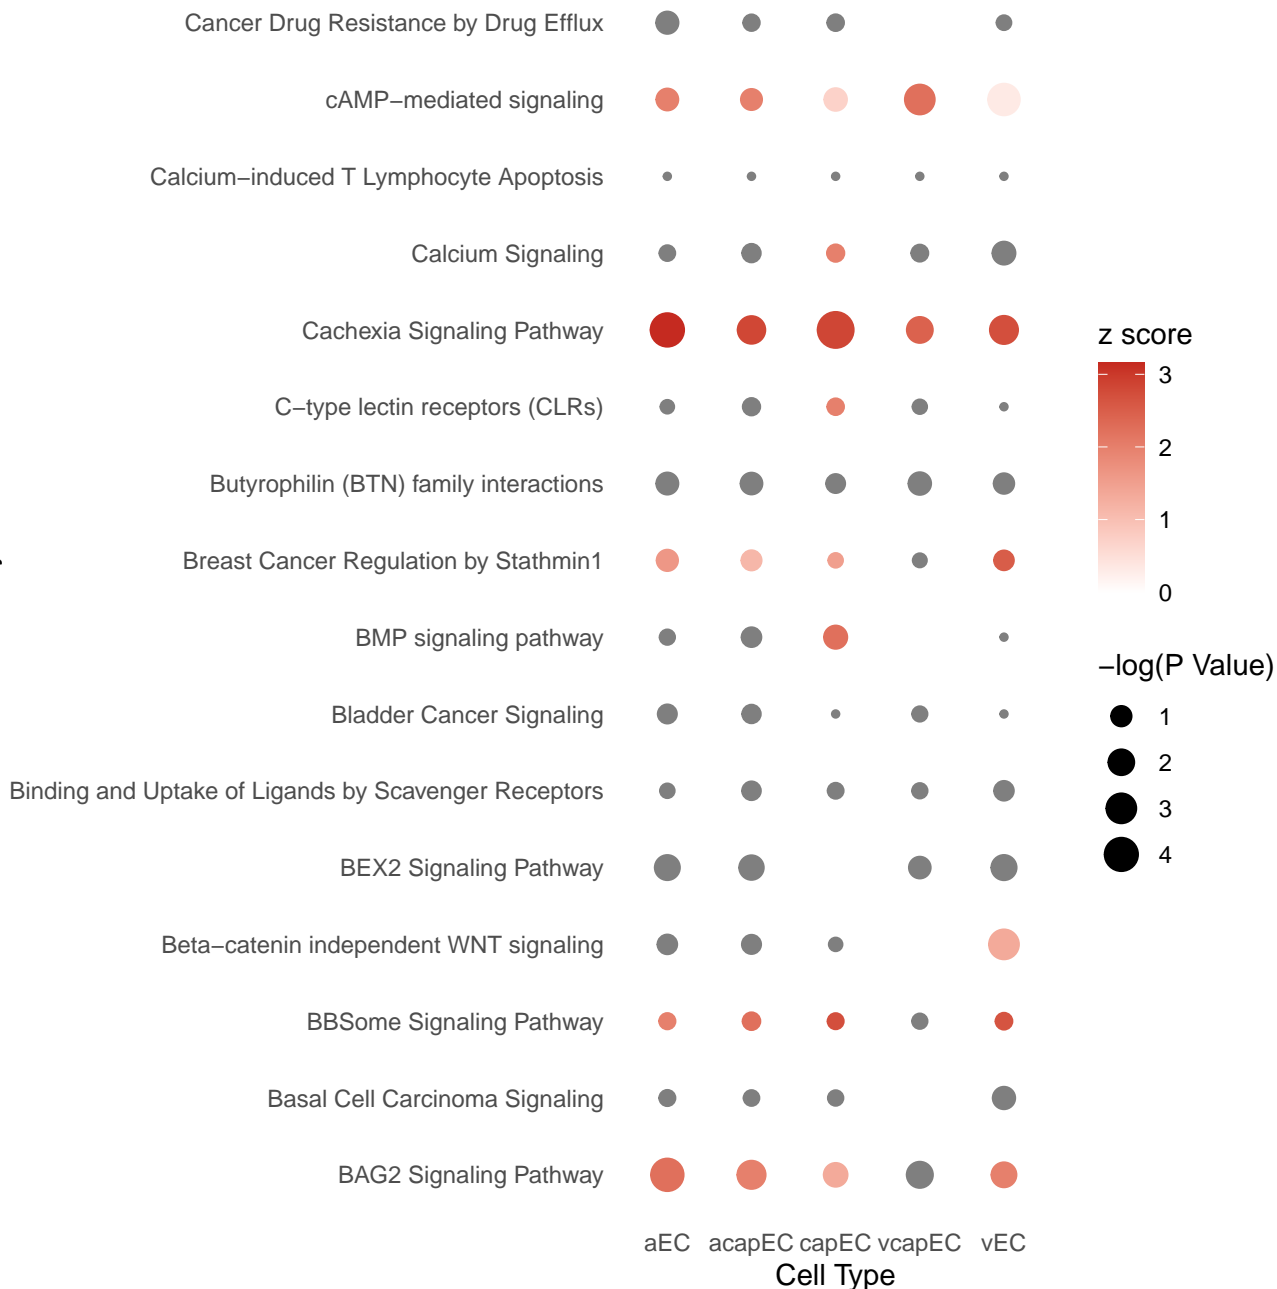 Cancer Drug Resistance by Drug Efflux
cAMP−mediated signaling
Calcium−induced T Lymphocyte Apoptosis
Calcium Signaling
Cachexia Signaling Pathway
C−type lectin receptors (CLRs)
Butyrophilin (BTN) family interactions
Breast Cancer Regulation by Stathmin1
BMP signaling pathway
Bladder Cancer Signaling
Binding and Uptake of Ligands by Scavenger Receptors
BEX2 Signaling Pathway
Beta−catenin independent WNT signaling
BBSome Signaling Pathway
Basal Cell Carcinoma Signaling
BAG2 Signaling Pathway
aEC acapEC capEC vcapEC vEC
Cell Type
z score
3
2
1
0
−log(P Value)
1
2
3
4